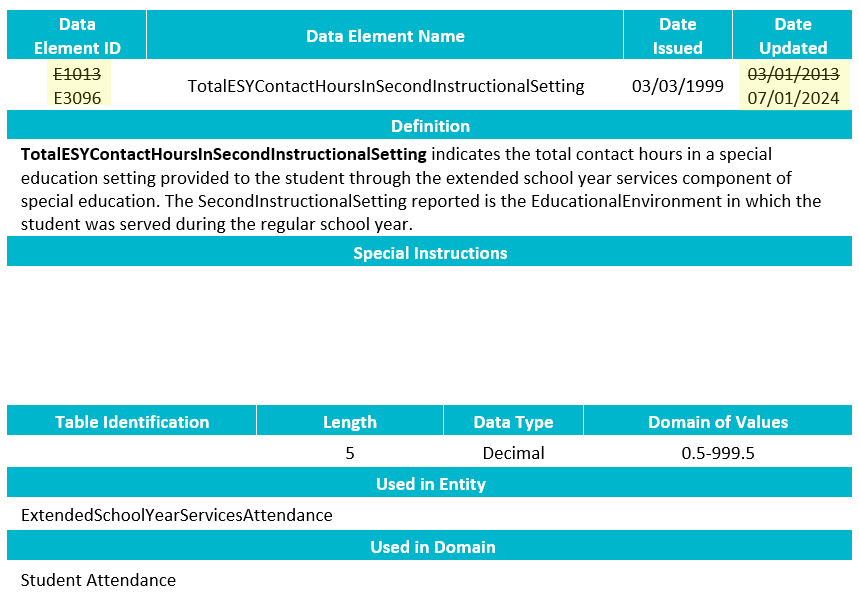 Data Element ID
Data Element Name
Date Issued
Date Updated
E1013
E3096
TotalESYContactHoursInSecondInstructionalSetting
03/03/1999
03/01/2013
07/01/2024
Definition
TotalESYContactHoursInSecondInstructionalSetting indicates the total contact hours in a special
education setting provided to the student through the extended school year services component of
special education. The SecondInstructionalSetting reported is the EducationalEnvironment in which the
student was served during the regular school year.
Special Instructions
Table Identification
Length
Data Type
Domain of Values
5
Decimal
0.5-999.5
Used in Entity
ExtendedSchoolYearServicesAttendance
Used in Domain
Student Attendance